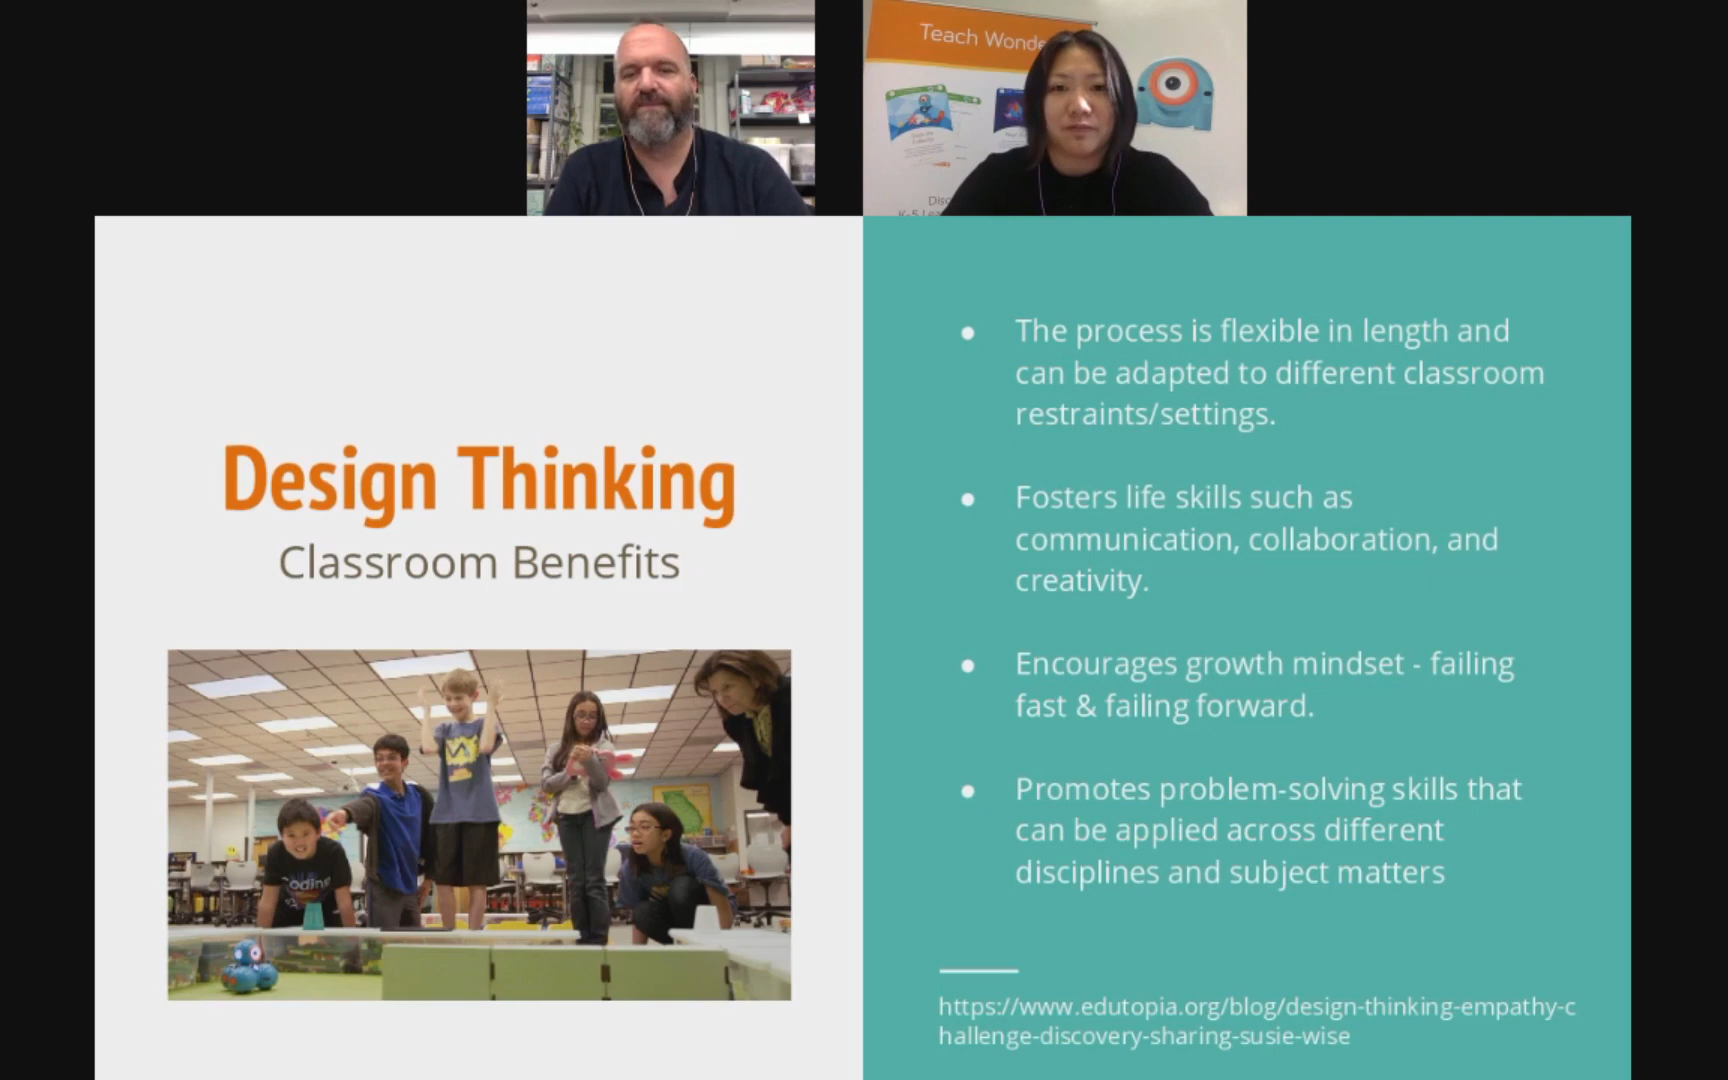 Teach Wonde
Design Thinking
Classroom Benefits
The process is flexible in length and
can be adapted to different classroom
restraints/settings.
Fosters life skills such as
communication, collaboration, and
creativity.
Encourages growth mindset - failing
fast & failing forward.
Promotes problem-solving skills that
can be applied across different
disciplines and subject matters
https://www.edutopia.org/blog/design-thinking-empathy-c
hallenge-discovery-sharing-susie-wise